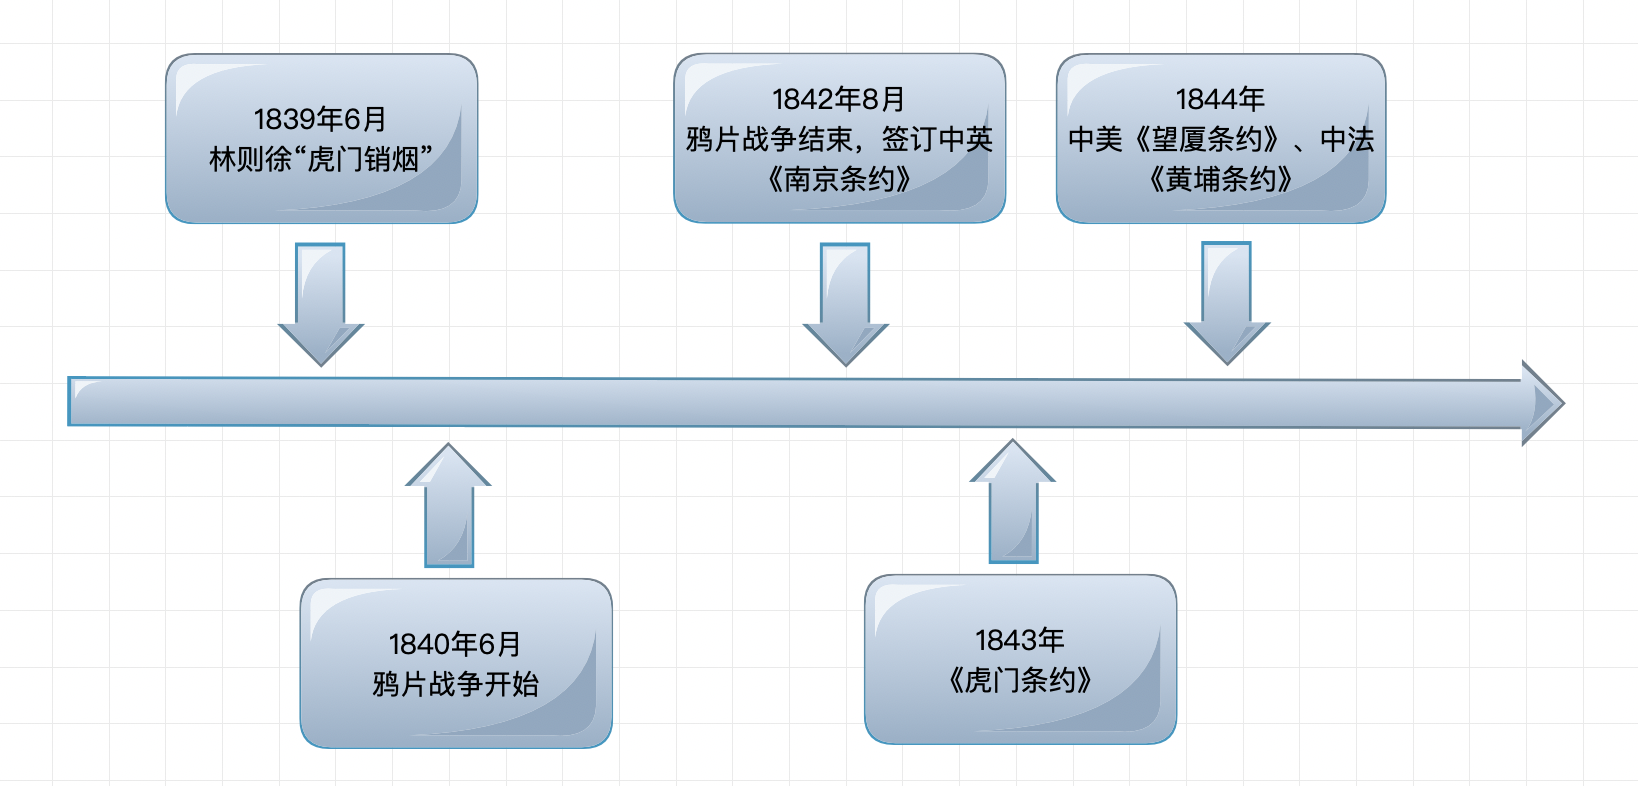 1839年6月
林则徐“虎门销烟”
1842年8月
鸦片战争结束，签订中英
《南京条约》
1844年
中美《望厦条约》、中法
《黄埔条约》
1840年6月
鸦片战争开始
1843年
《虎门条约》